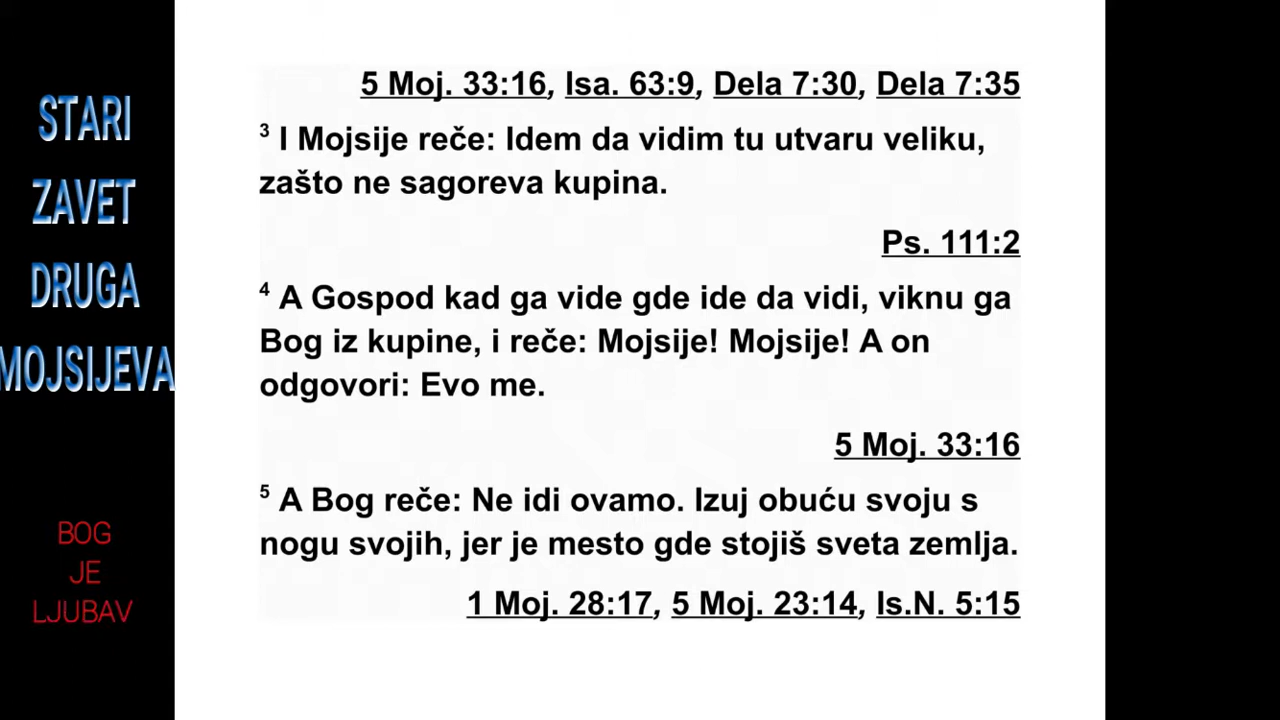 STARI
ZAVET
DRUGA
MOJSIJEVA
BOG
JE
LJUBAV
5 Moj. 33:16, Isa. 63:9, Dela 7:30, Dela 7:35
3 I Mojsije reče: Idem da vidim tu utvaru veliku,
zašto ne sagoreva kupina.
Ps. 111:2
4 A Gospod kad ga vide gde ide da vidi, viknu ga
Bog iz kupine, i reče: Mojsije! Mojsije! A on
odgovori: Evo me.
5 Moj. 33:16
5 A Bog reče: Ne idi ovamo. Izuj obuću svoju s
nogu svojih, jer je mesto gde stojiš sveta zemlja.
1 Moj. 28:17, 5 Moj. 23:14, Is.N. 5:15